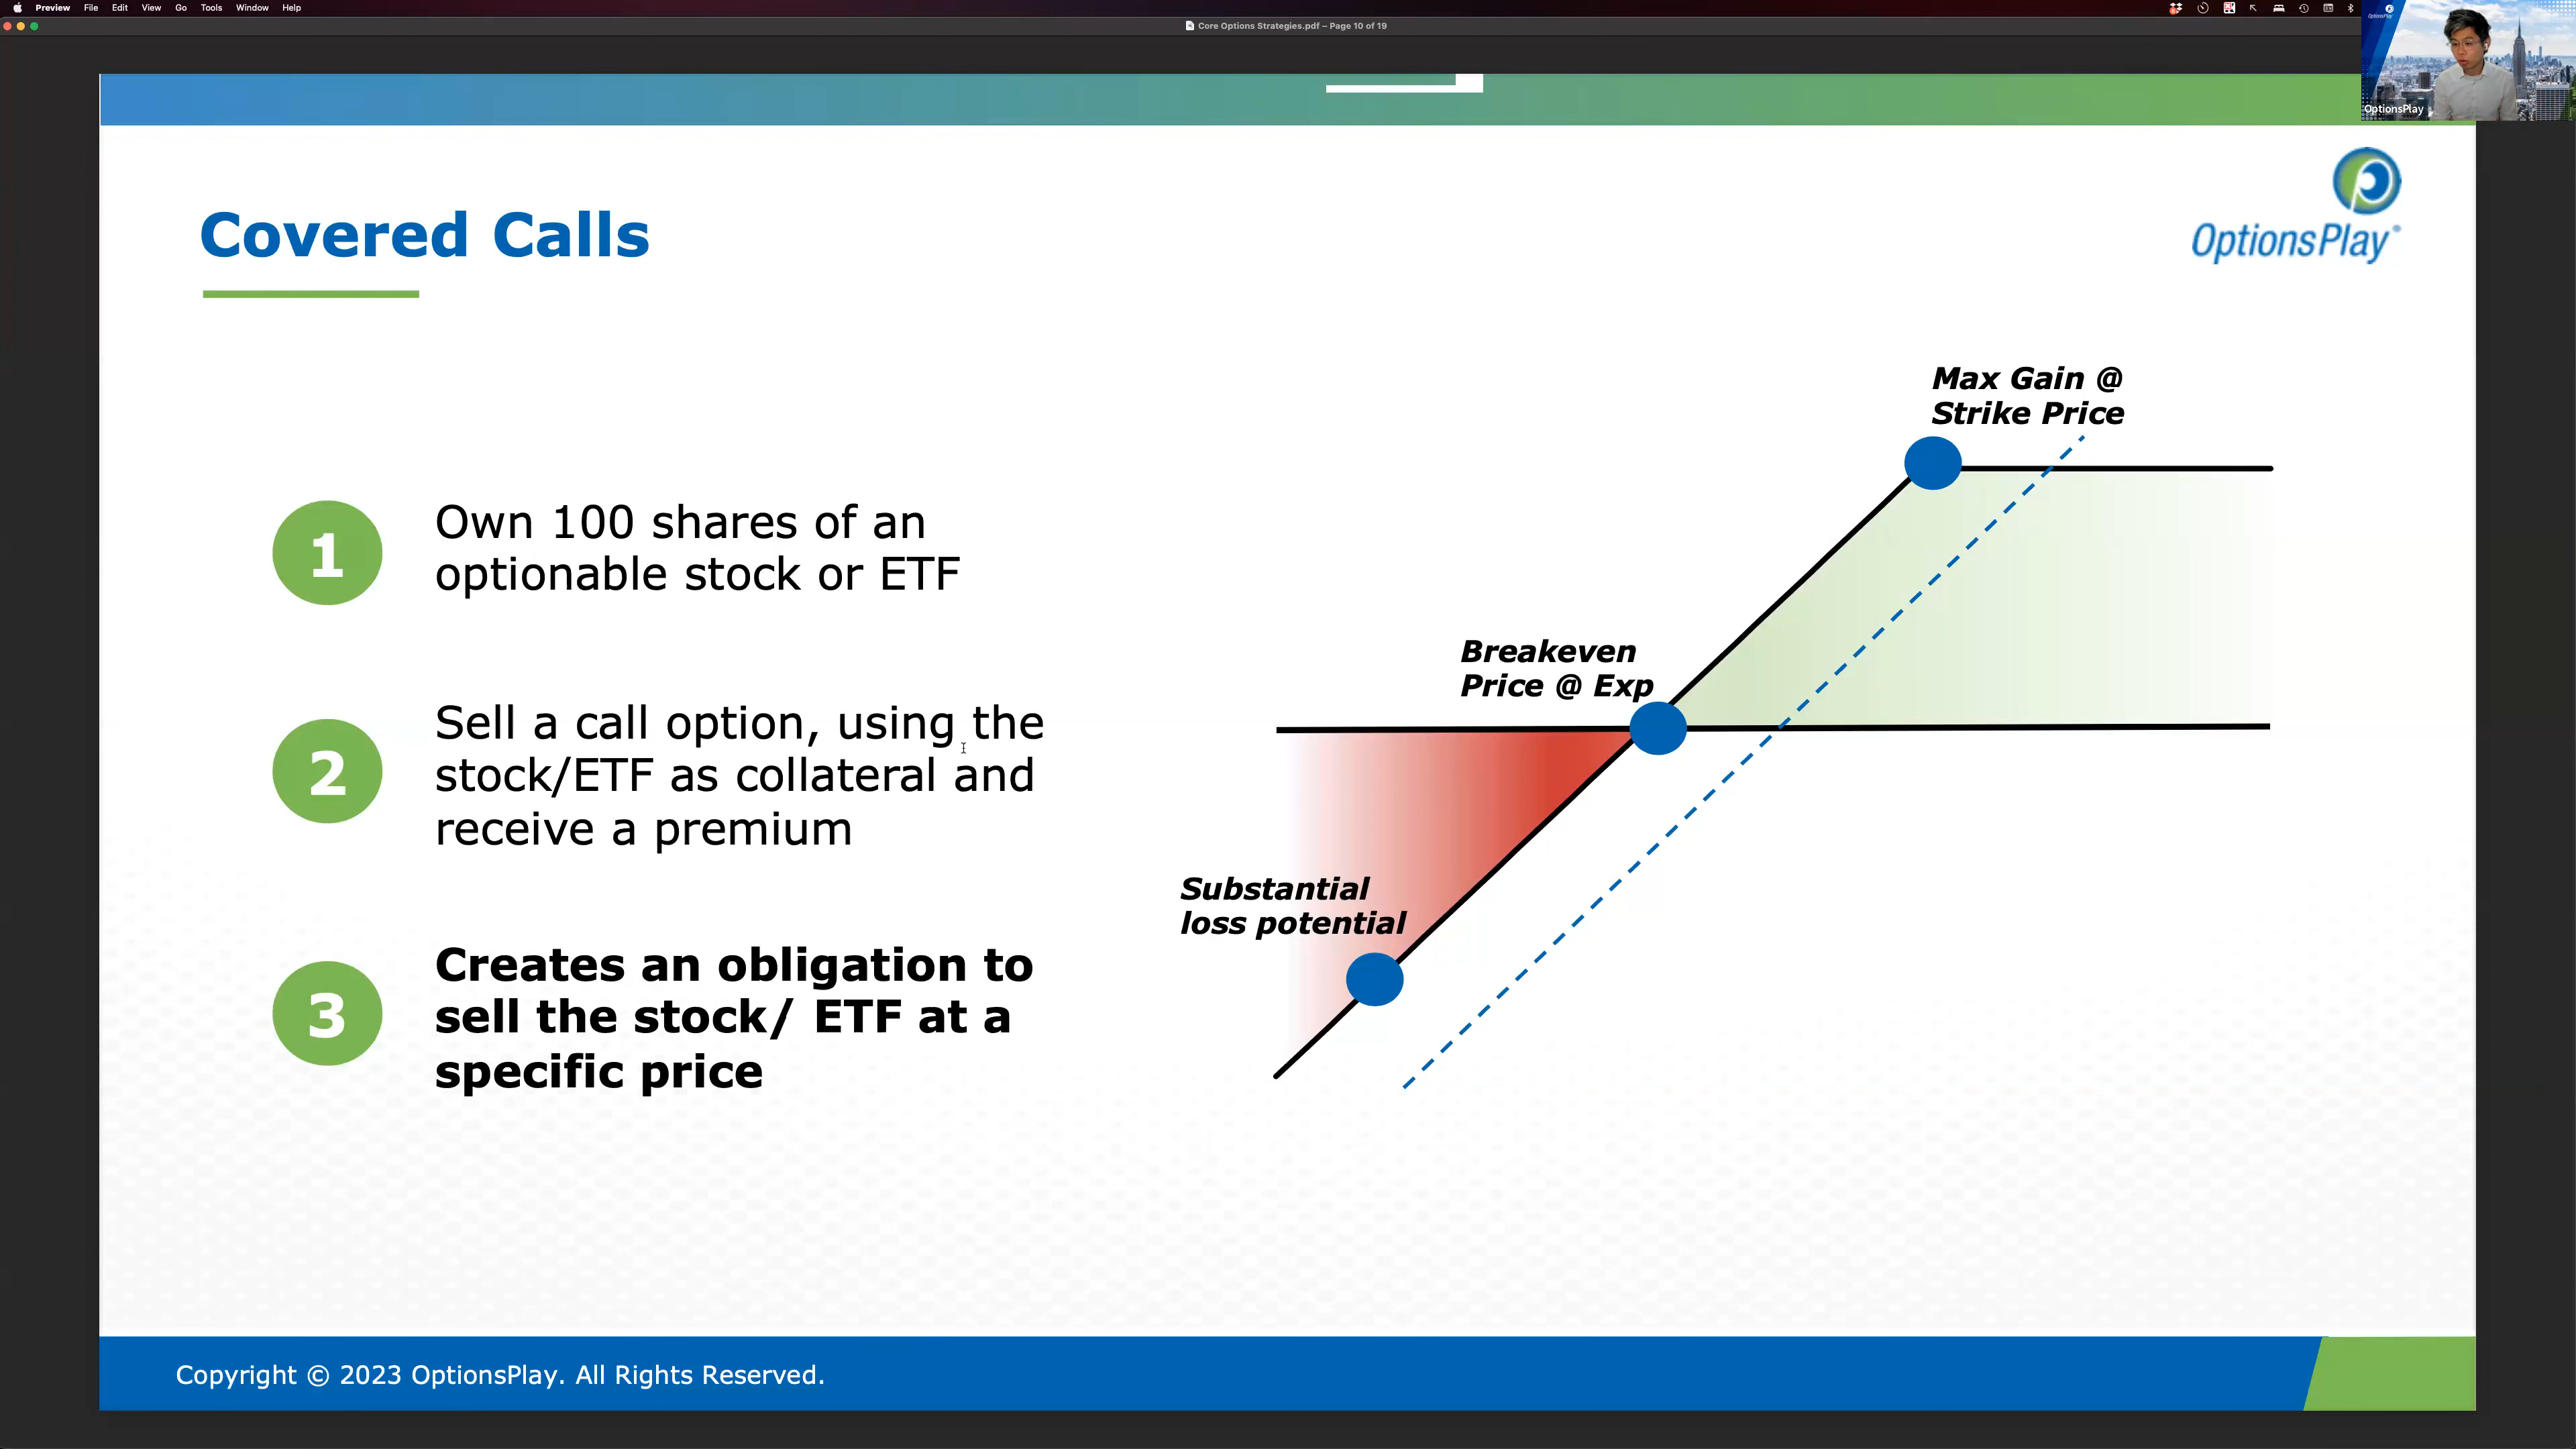 Preview File Edit View Go Tools Window Help
Core Options Strategies.pdf – Page 10 of 19
OptionsPlay
Covered Calls
OptionsPlay®
Max Gain @
Strike Price
1
Own 100 shares of an
optionable stock or ETF
Breakeven
Price @ Exp
2
Sell a call option, using the
stock/ETF as collateral and
receive a premium
Substantial
loss potential
3
Creates an obligation to
sell the stock/ ETF at a
specific price
Copyright © 2023 OptionsPlay. All Rights Reserved.